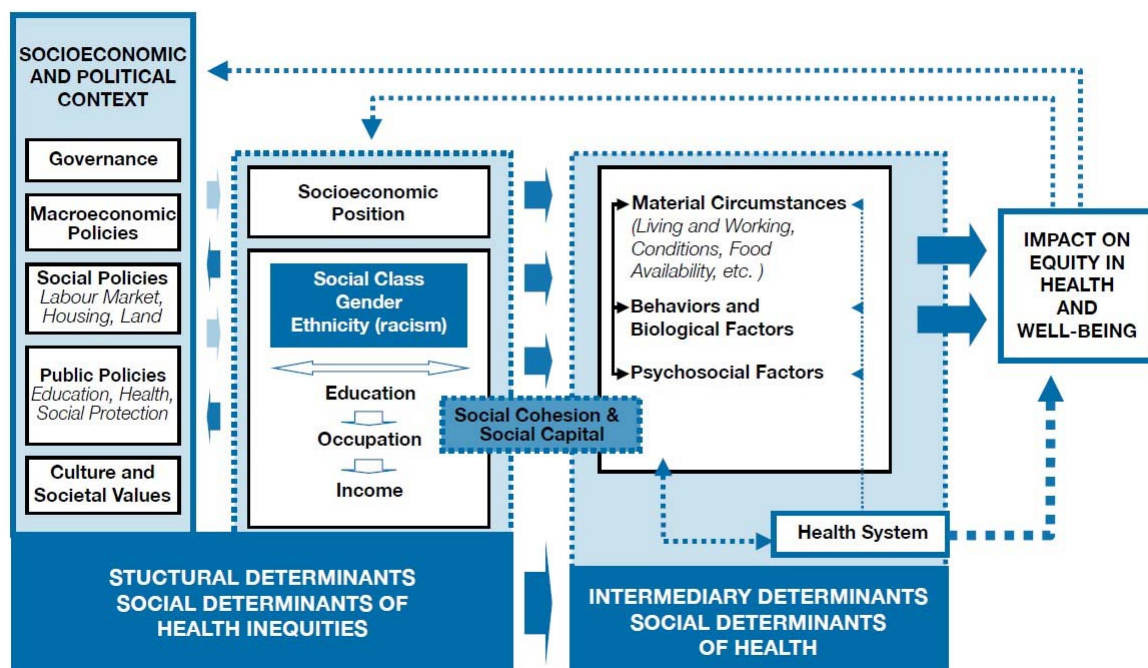 SOCIOECONOMIC
AND POLITICAL
CONTEXT
Governance
Macroeconomic
Policies
Social Policies
Labour Market,
Housing, Land
Public Policies
Education, Health,
Social Protection
Culture and
Societal Values
Socioeconomic
Position
Social Class
Gender
Ethnicity (racism)
Education
Occupation
Income
Social Cohesion &
Social Capital
Material Circumstances
(Living and Working,
Conditions, Food
Availability, etc. )
Behaviors and
Biological Factors
Psychosocial Factors
Health System
IMPACT ON
EQUITY IN
HEALTH
AND
WELL-BEING
STUCTURAL DETERMINANTS
SOCIAL DETERMINANTS OF
HEALTH INEQUITIES
INTERMEDIARY DETERMINANTS
SOCIAL DETERMINANTS
OF HEALTH